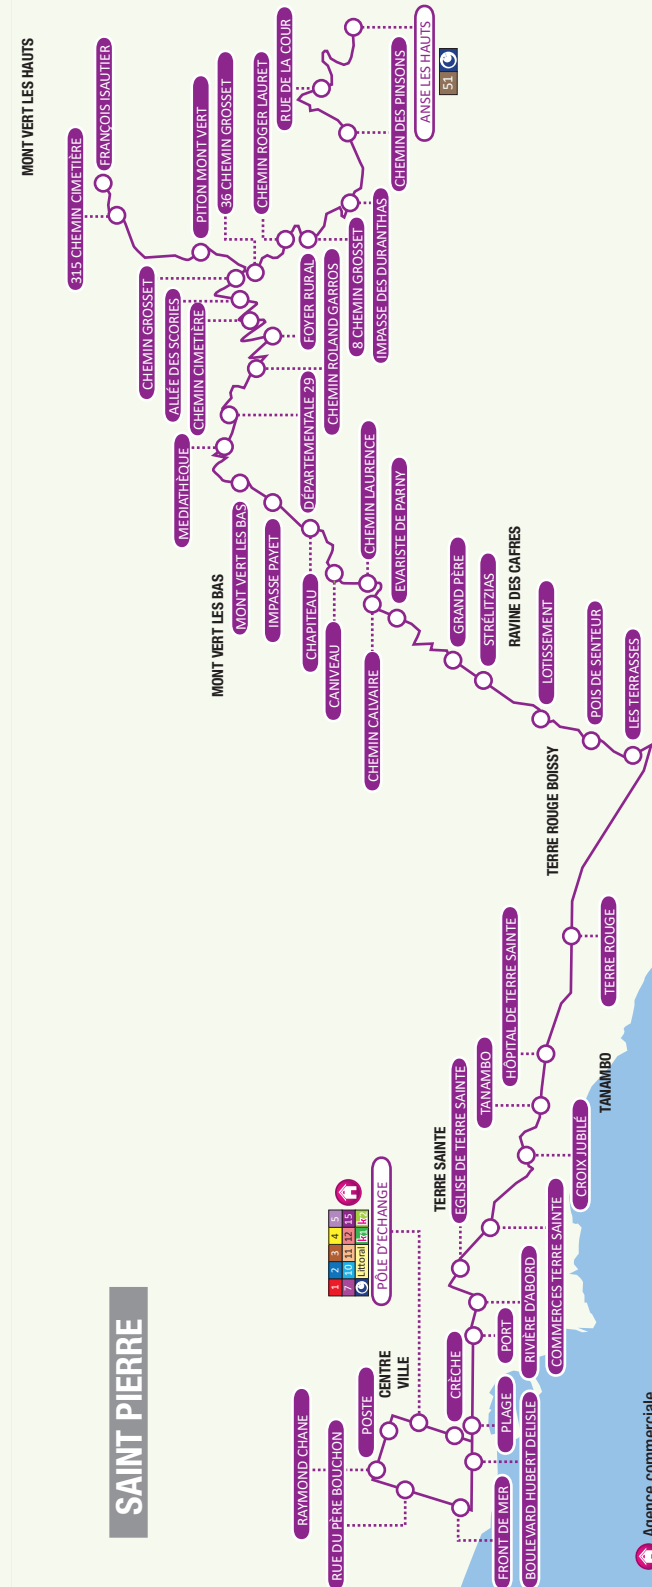 SAINT PIERRE
RAYMOND CHANE
RUE DU PÈRE BOUCHON
POSTE
CENTRE
VILLE
FRONT DE MER
BOULEVARD HUBERT DELISLE
CRÈCHE
PLAGE
PORT
1 2 3 4 5
7 10 11 12 15
Littoral
PÔLE D'ECHANGE
RIVIÈRE D'ABORD
TERRE SAINTE
EGLISE DE TERRE SAINTE
COMMERCES TERRE SAINTE
CROIX JUBILÉ
TANAMBO
TANAMBO
HÔPITAL DE TERRE SAINTE
TERRE ROUGE
TERRE ROUGE BOISSY
LES TERRASSES
POIS DE SENTEUR
LOTISSEMENT
RAVINE DES CAFRES
STRÉLITZIAS
GRAND PÈRE
EVARISTE DE PARNY
CHEMIN CALVAIRE
CHEMIN LAURENCE
CANIVEAU
CHAPITEAU
IMPASSE PAYET
MONT VERT LES BAS
MONT VERT LES BAS
MEDIATHÈQUE
DÉPARTEMENTALE 29
CHEMIN ROLAND GARROS
FOYER RURAL
CHEMIN CIMETIÈRE
ALLÉE DES SCORIES
CHEMIN GROSSET
PITON MONT VERT
315 CHEMIN CIMETIÈRE
FRANÇOIS ISAUTIER
MONT VERT LES HAUTS
36 CHEMIN GROSSET
CHEMIN ROGER LAURET
8 CHEMIN GROSSET
IMPASSE DES DURANTHAS
CHEMIN DES PINSONS
RUE DE LA COUR
ANSE LES HAUTS
51
Agence commerciale